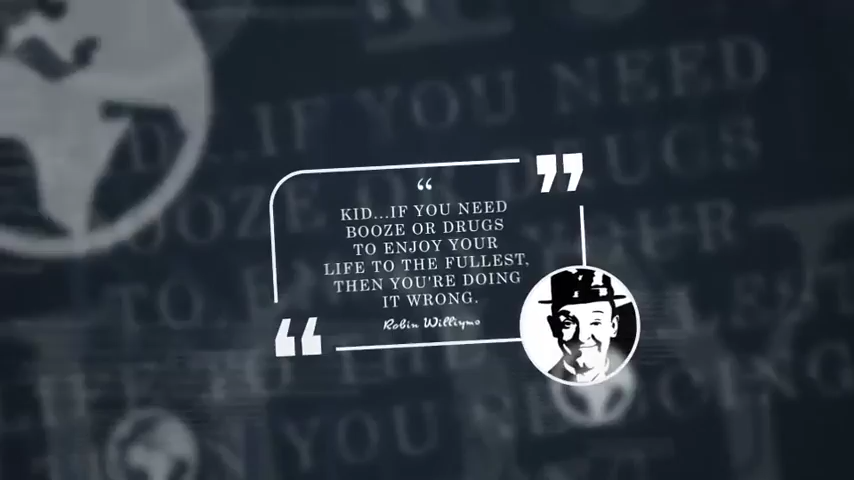 “
KID...IF YOU NEED
BOOZE OR DRUGS
TO ENJOY YOUR
LIFE TO THE FULLEST,
THEN YOU'RE DOING
IT WRONG.
Robin Williyms